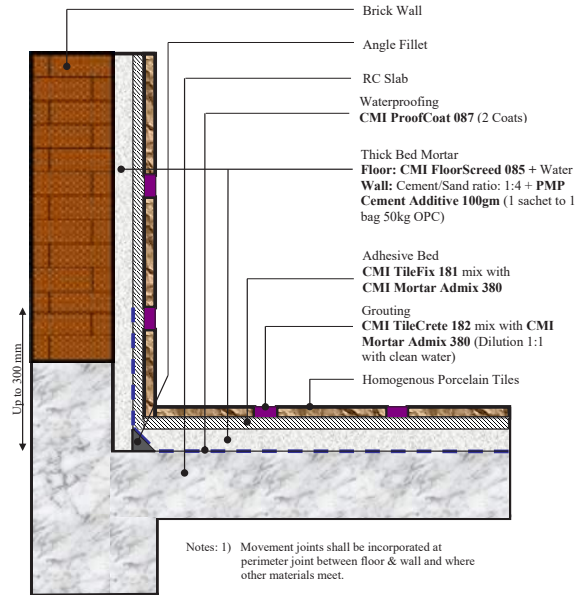 Brick Wall
Angle Fillet
RC Slab
Waterproofing
CMI ProofCoat 087 (2 Coats)
Thick Bed Mortar
Floor: CMI FloorScreed 085 + Water
Wall: Cement/Sand ratio: 1:4 + PMP
Cement Additive 100gm (1 sachet to 1
bag 50kg OPC)
Adhesive Bed
CMI TileFix 181 mix with
CMI Mortar Admix 380
Grouting
CMI TileCrete 182 mix with CMI
Mortar Admix 380 (Dilution 1:1
with clean water)
Homogenous Porcelain Tiles
Up to 300 mm
Notes: 1) Movement joints shall be incorporated at
perimeter joint between floor & wall and where
other materials meet.